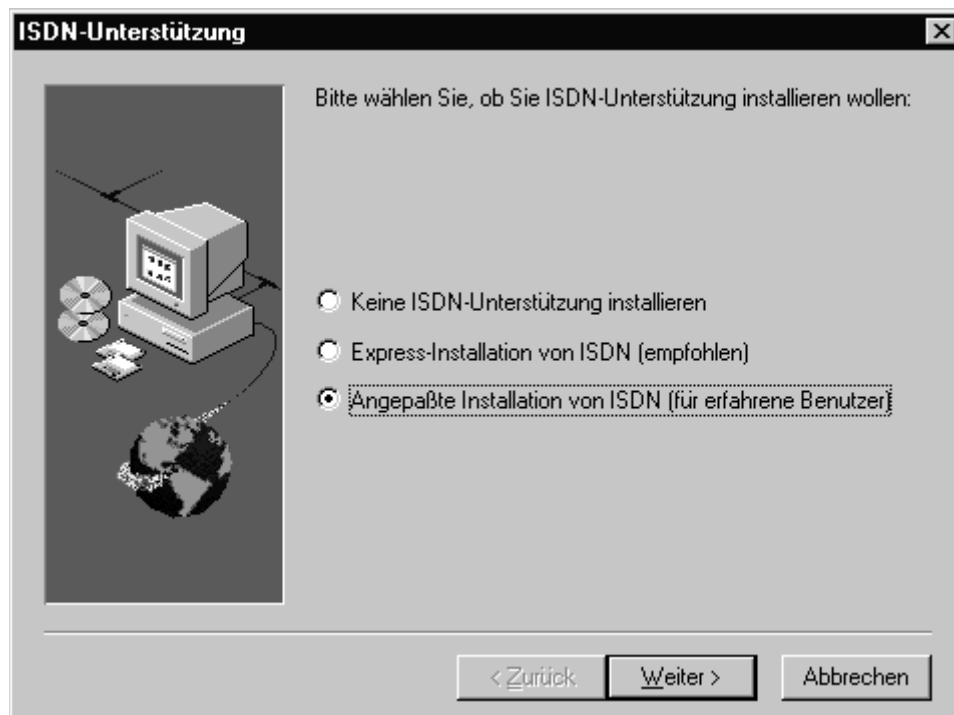 ISDN-Unterstützung
Bitte wählen Sie, ob Sie ISDN-Unterstützung installieren wollen:
Keine ISDN-Unterstützung installieren
Express-Installation von ISDN (empfohlen)
Angepaßte Installation von ISDN (für erfahrene Benutzer)
< Zurück
Weiter >
Abbrechen